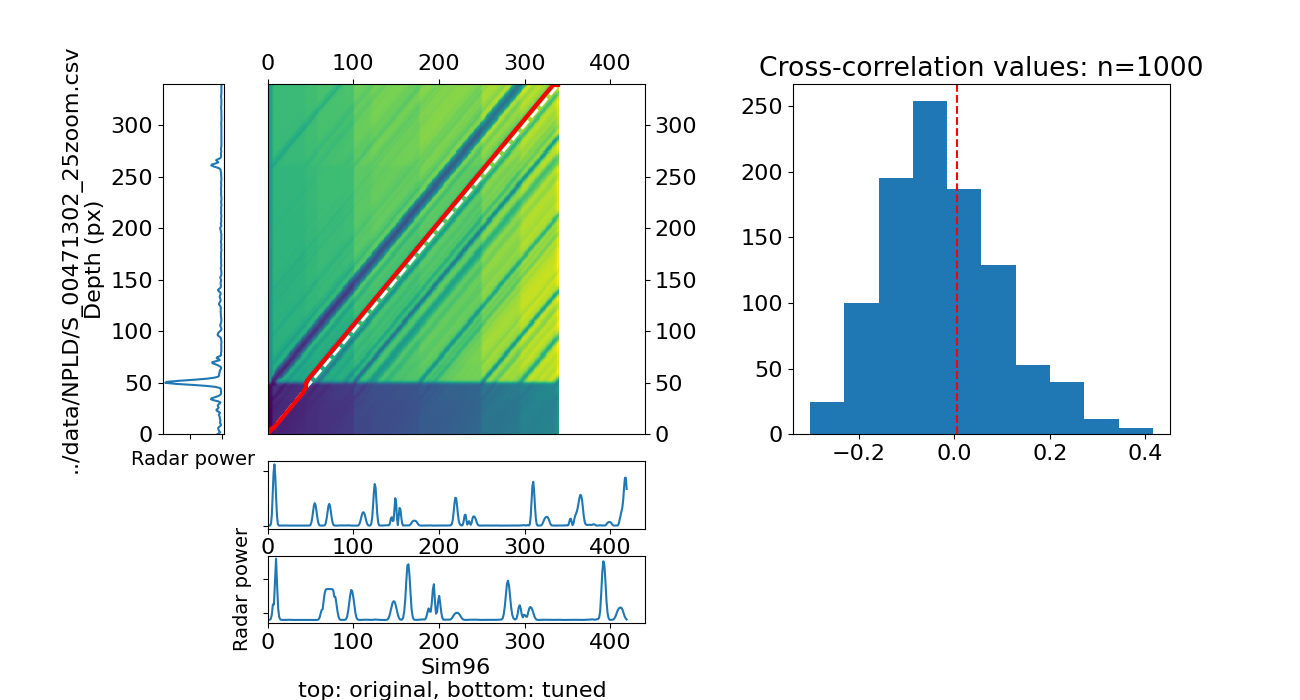 0 100 200 300 400
../data/NPLD/S_00471302_25zoom.csv
Depth (px)
300
250
200
150
100
50
0
300
250
200
150
100
50
0
Radar power
0 100 200 300 400
Radar power
0 100 200 300 400
Sim96
top: original, bottom: tuned
Cross-correlation values: n=1000
250
200
150
100
50
0
−0.2 0.0 0.2 0.4